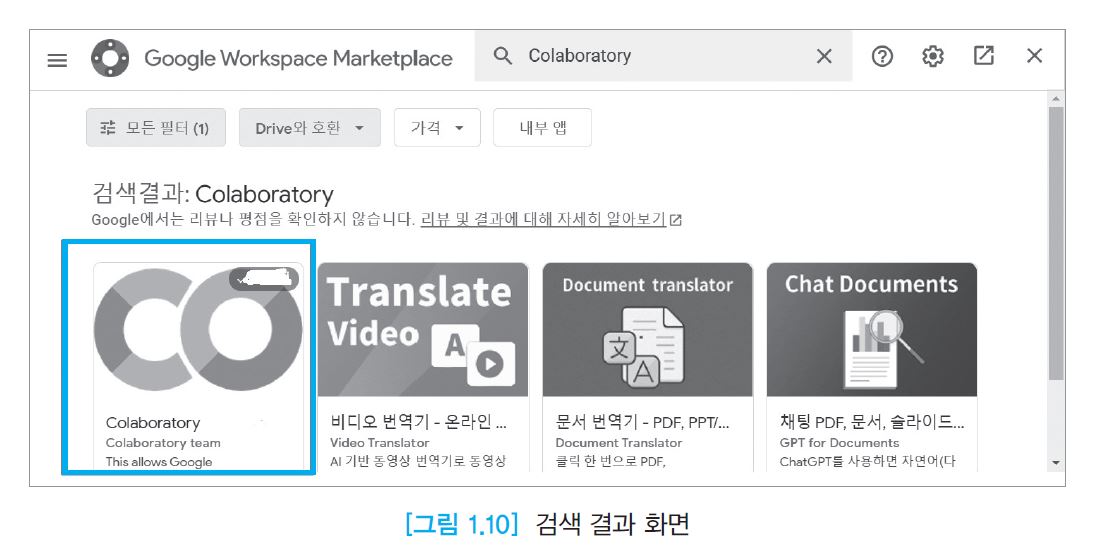 Google Workspace Marketplace
Colaboratory
모든 필터 (1)
Drive와 호환
가격
내부 앱
검색결과: Colaboratory
Google에서는 리뷰나 평점을 확인하지 않습니다. 리뷰 및 결과에 대해 자세히 알아보기
Translate
Video
A
Document translator
文
A
Chat Documents
Colaboratory
Colaboratory team
This allows Google
비디오 번역기 - 온라인 ...
Video Translator
AI 기반 동영상 번역기로 동영상
문서 번역기 - PDF, PPT/...
Document Translator
클릭 한 번으로 PDF,
채팅 PDF, 문서, 슬라이드...
GPT for Documents
ChatGPT를 사용하면 자연어(다
[그림 1.10] 검색 결과 화면